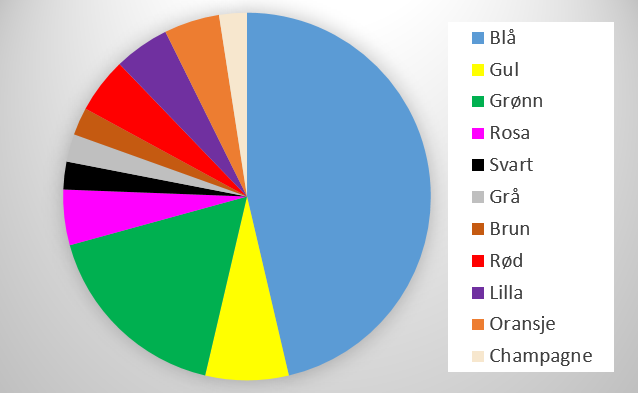 Blå
Gul
Grønn
Rosa
Svart
Grå
Brun
Rød
Lilla
Oransje
Champagne